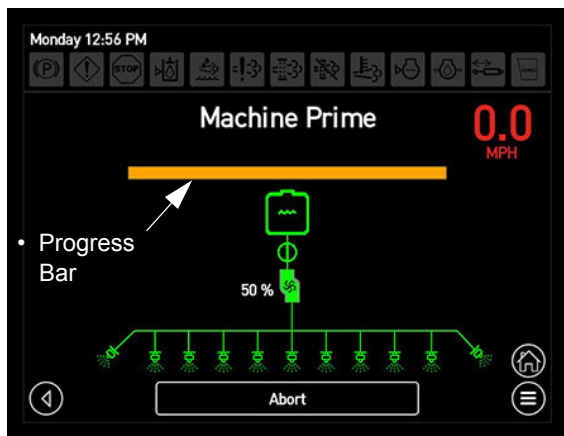 Monday 12:56 PM
(P)
STOP
Machine Prime
0.0
MPH
• Progress
Bar
50 %
Abort